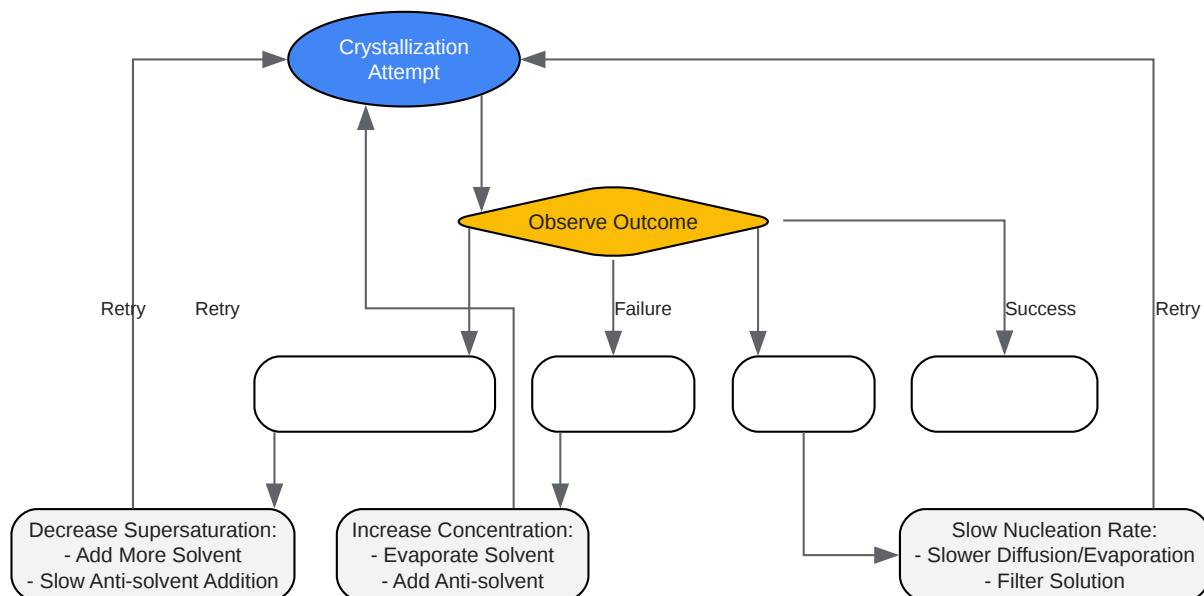 Crystallization
Attempt
Observe Outcome
Retry
Retry
Failure
Success
Retry
Decrease Supersaturation:
- Add More Solvent
- Slow Anti-solvent Addition
Increase Concentration:
- Evaporate Solvent
- Add Anti-solvent
Slow Nucleation Rate:
- Slower Diffusion/Evaporation
- Filter Solution